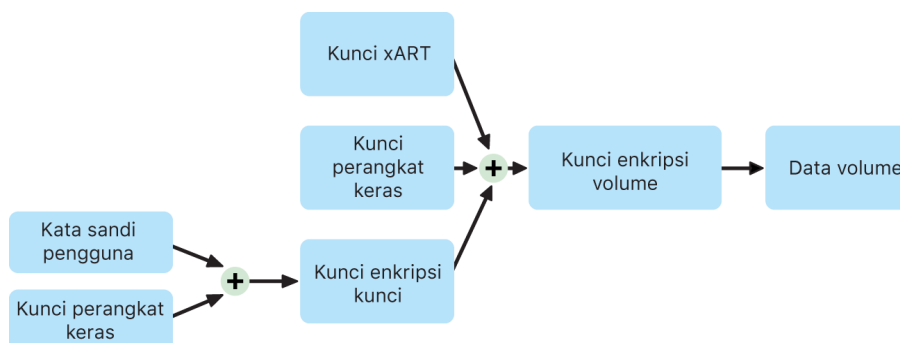 Kunci xART
Kunci
perangkat
keras
+
Kunci enkripsi
volume
Data volume
Kata sandi
pengguna
+
Kunci enkripsi
kunci
Kunci perangkat
keras